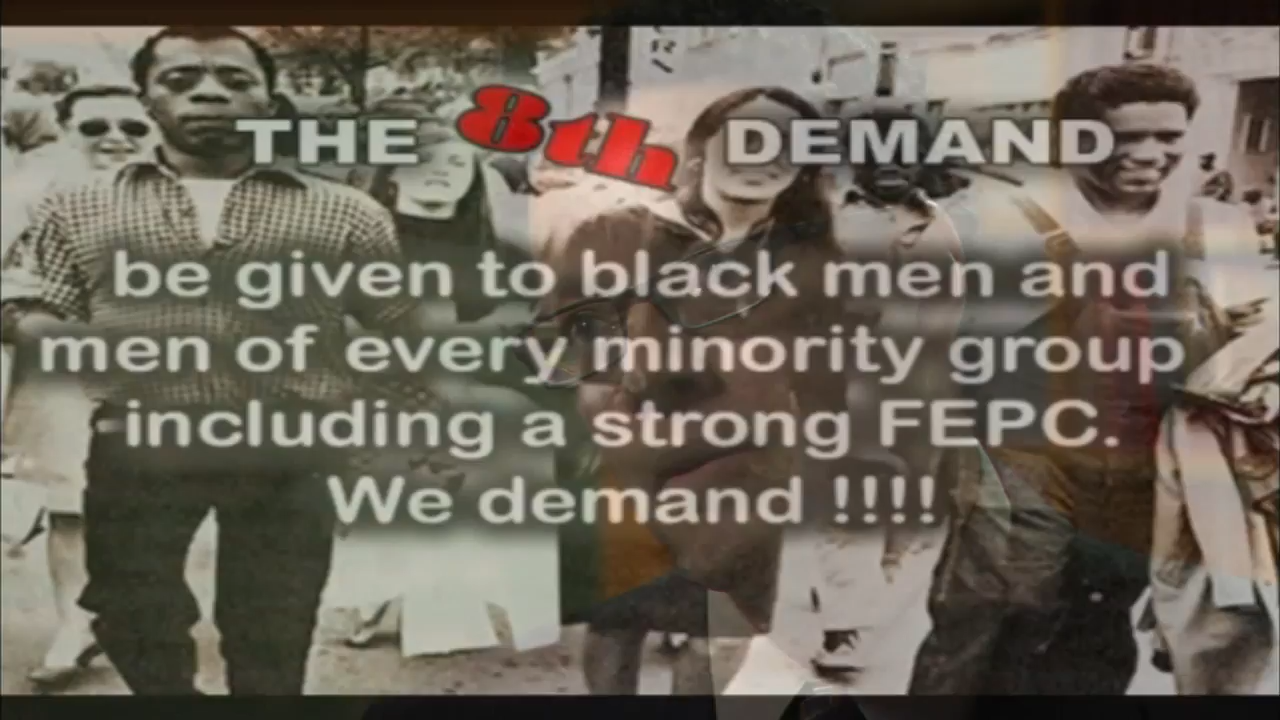 THE 8th DEMAND
be given to black men and
men of every minority group
including a strong FEPC.
We demand !!!!